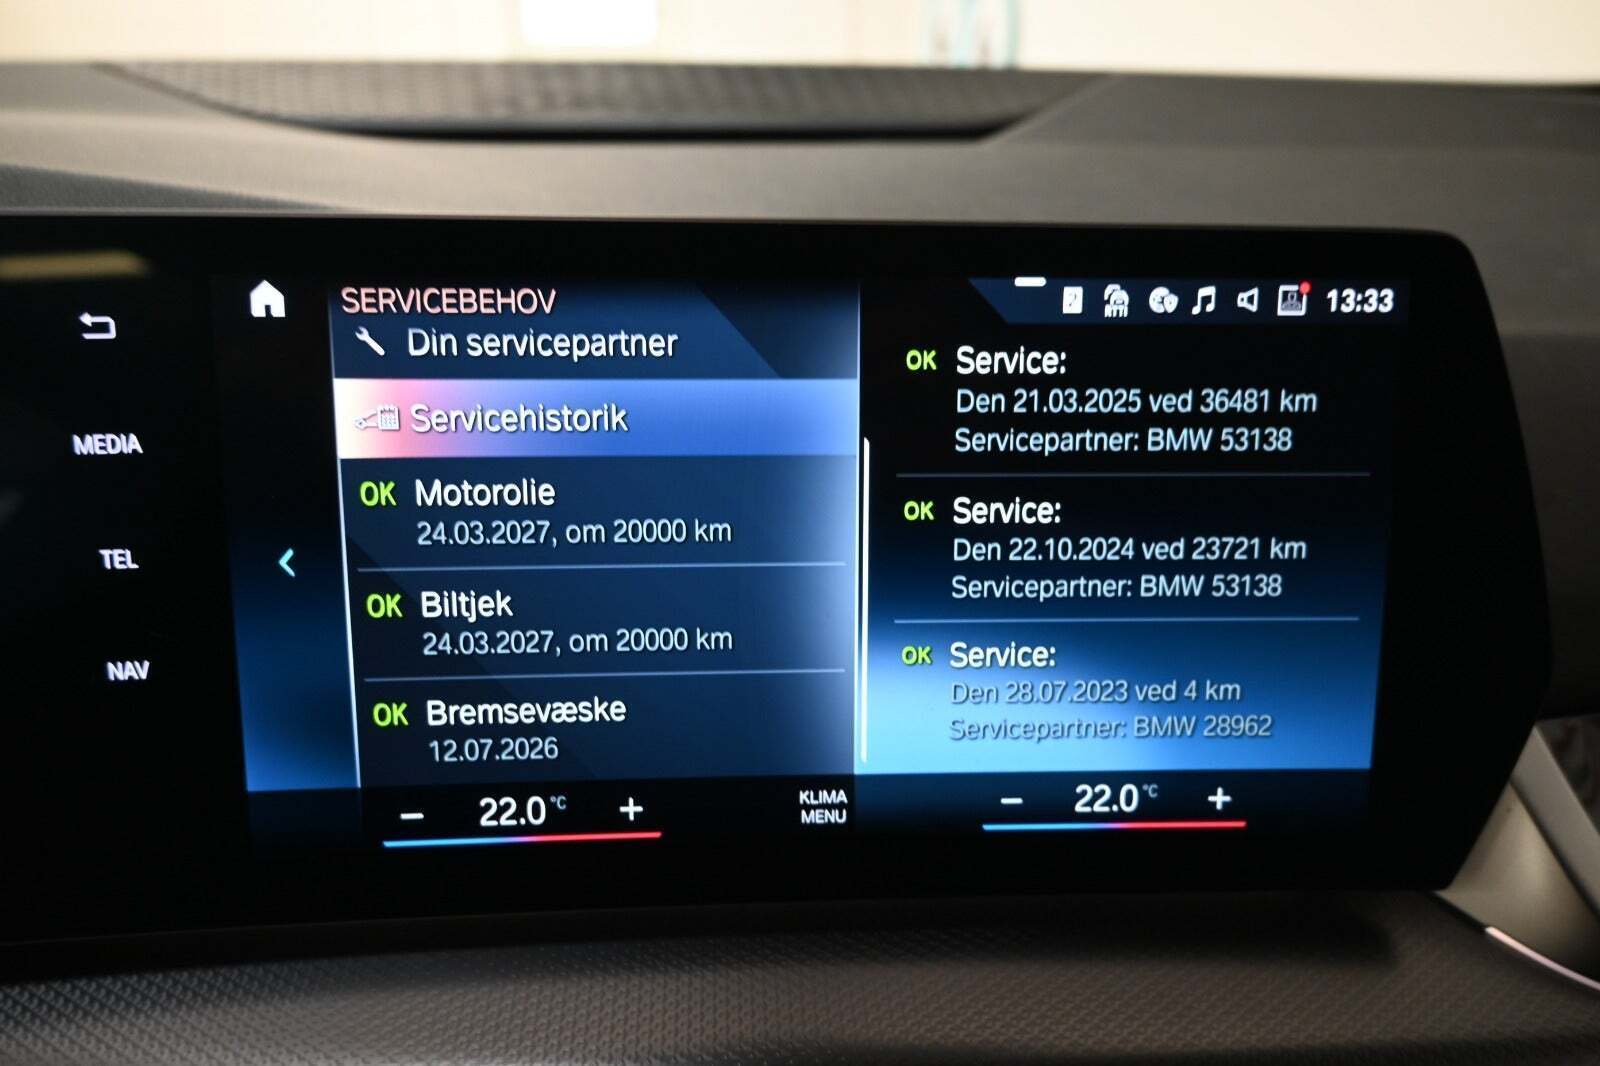 SERVICEBEHOV
Din servicepartner
Servicehistorik
OK Motorolie
24.03.2027, om 20000 km
OK Biltjek
24.03.2027, om 20000 km
OK Bremsevæske
12.07.2026
MEDIA
TEL
NAV
13:33
OK Service:
Den 21.03.2025 ved 36481 km
Servicepartner: BMW 53138
OK Service:
Den 22.10.2024 ved 23721 km
Servicepartner: BMW 53138
OK Service:
Den 28.07.2023 ved 4 km
Servicepartner: BMW 28962
− 22.0 °C +
KLIMA
MENU
− 22.0 °C +